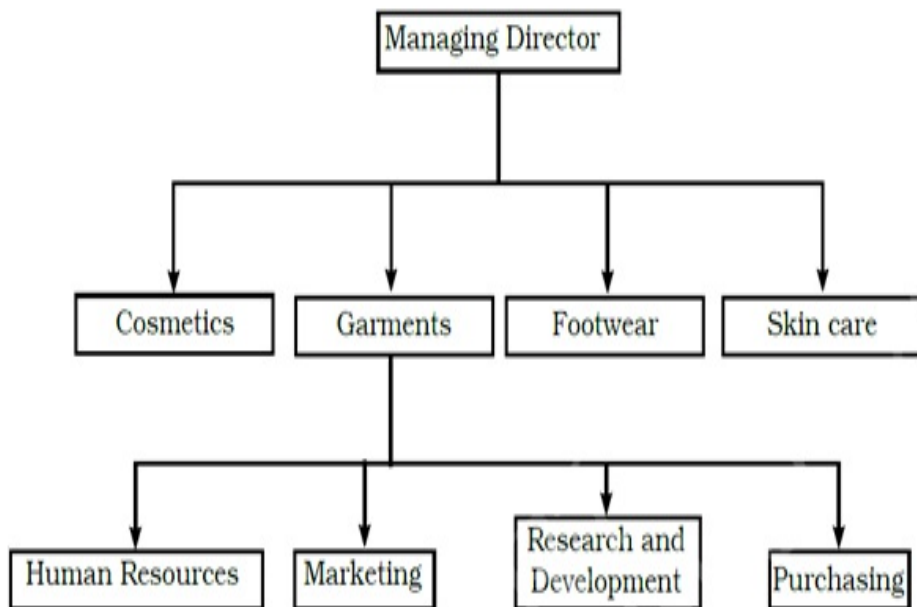 Managing Director
Cosmetics
Garments
Footwear
Skin care
Human Resources
Marketing
Research and
Development
Purchasing